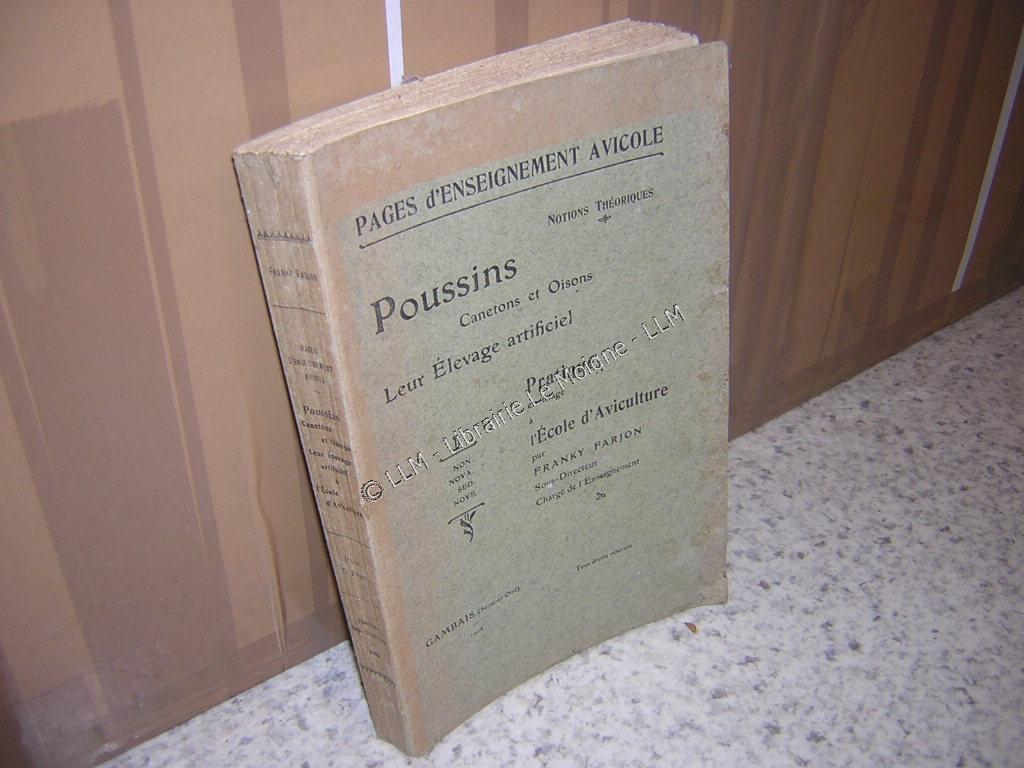 PAGES d'ENSEIGNEMENT AVICOLE
NOTIONS THÉORIQUES
Poussins
Canetons et Oisons
Leur Élevage artificiel
Pratiqué
à
l'École d'Aviculture
par
FRANKY FARJON
Sous-Directeur
Chargé de l'Enseignement
NON
NOVA
SED
NOVE
Tous droits réservés
GAMBAIS (Seine-et-Oise)
FRANKY FARJON
PAGES
D'ENSEIGNEMENT
AVICOLE
Poussins
Canetons
et Oisons
Leur Élevage
artificiel
à
l'École
d'Aviculture
© LLM - Librairie Le Moigne - LLM